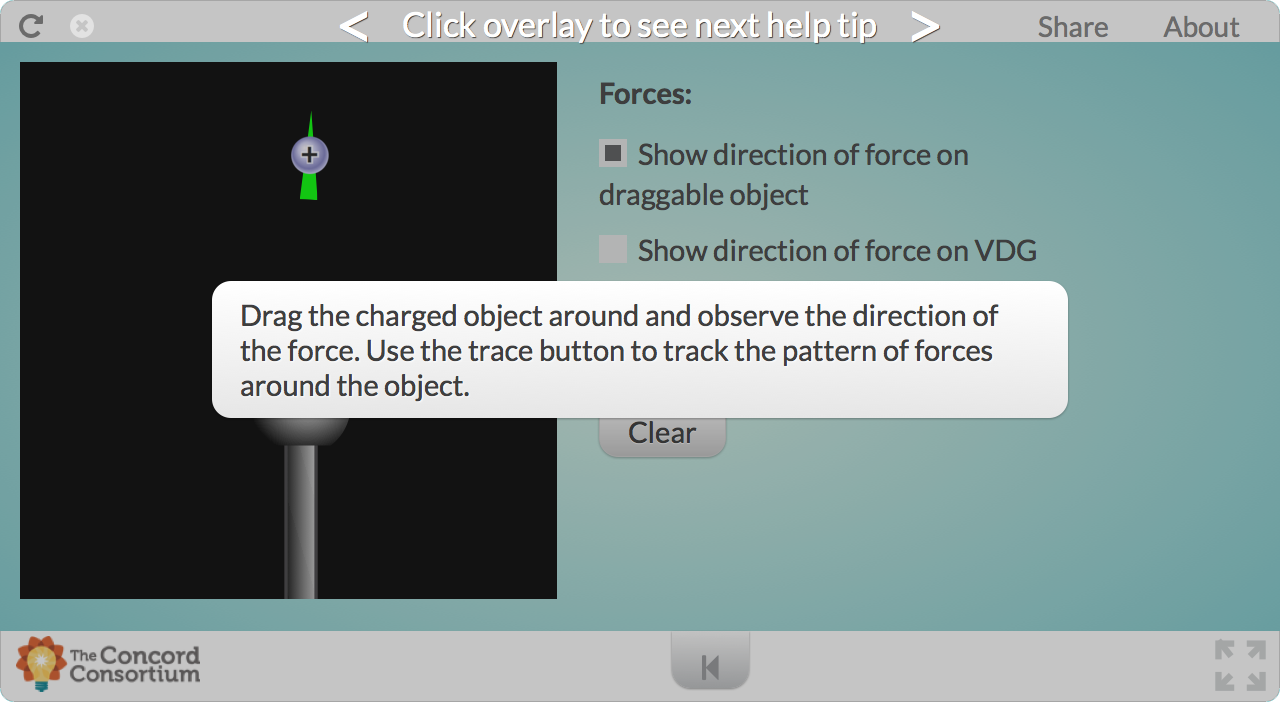 < Click overlay to see next help tip >
Share About
Forces:
Show direction of force on
draggable object
Show direction of force on VDG
+
Drag the charged object around and observe the direction of
the force. Use the trace button to track the pattern of forces
around the object.
Clear
The Concord
Consortium